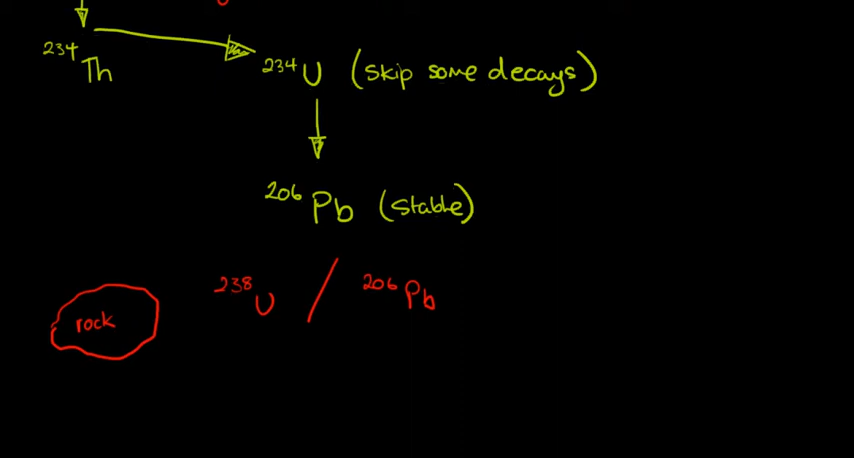 ²³⁴Th ²³⁴U (skip some decays)
²⁰⁶Pb (stable)
rock ²³⁸U / ²⁰⁶Pb